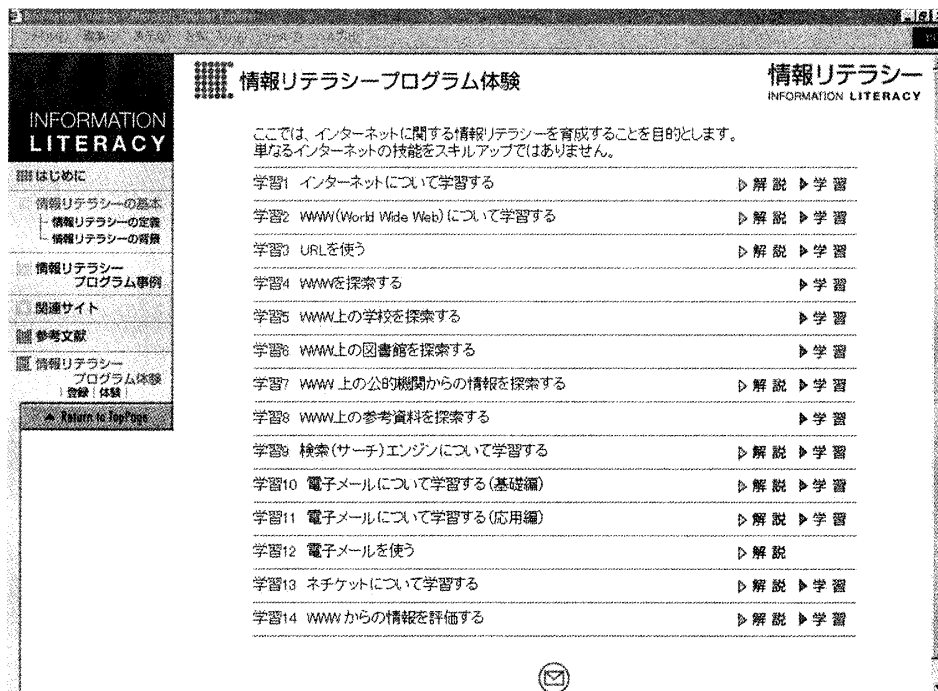 情報リテラシープログラム体験
情報リテラシー
INFORMATION LITERACY
INFORMATION
LITERACY
はじめに
情報リテラシーの基本
情報リテラシーの定義
情報リテラシーの背景
情報リテラシー
プログラム事例
関連サイト
参考文献
情報リテラシー
プログラム体験
| 登録 | 体験 |
▲ Return to TopPage
ここでは、インターネットに関する情報リテラシーを育成することを目的とします。
単なるインターネットの技能をスキルアップではありません。
学習1 インターネットについて学習する ▷解説 ▶学習
学習2 WWW(World Wide Web)について学習する ▷解説 ▶学習
学習3 URLを使う ▷解説 ▶学習
学習4 WWWを探索する ▶学習
学習5 WWW上の学校を探索する ▶学習
学習6 WWW上の図書館を探索する ▶学習
学習7 WWW 上の公的機関からの情報を探索する ▷解説 ▶学習
学習8 WWW上の参考資料を探索する ▶学習
学習9 検索(サーチ)エンジンについて学習する ▷解説 ▶学習
学習10 電子メールについて学習する(基礎編) ▷解説 ▶学習
学習11 電子メールについて学習する(応用編) ▷解説 ▶学習
学習12 電子メールを使う ▷解説
学習13 ネチケットについて学習する ▷解説 ▶学習
学習14 WWW からの情報を評価する ▷解説 ▶学習